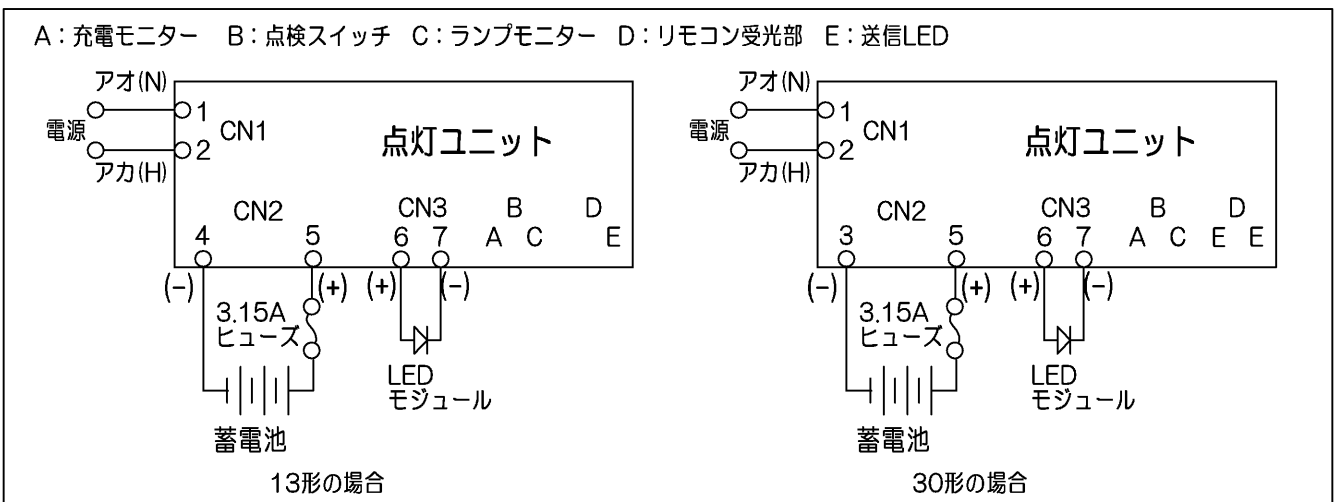 A：充電モニター　B：点検スイッチ　C：ランプモニター　D：リモコン受光部　E：送信LED
アオ(N)
電源
アカ(H)
1
2
CN1
点灯ユニット
CN2
CN3
B
D
4
5
6
7
A
C
E
(−)
(+)
(+)
(−)
3.15A
ヒューズ
LED
モジュール
蓄電池
13形の場合
アオ(N)
電源
アカ(H)
1
2
CN1
点灯ユニット
CN2
CN3
B
D
3
5
6
7
A
C
E
E
(−)
(+)
(+)
(−)
3.15A
ヒューズ
LED
モジュール
蓄電池
30形の場合